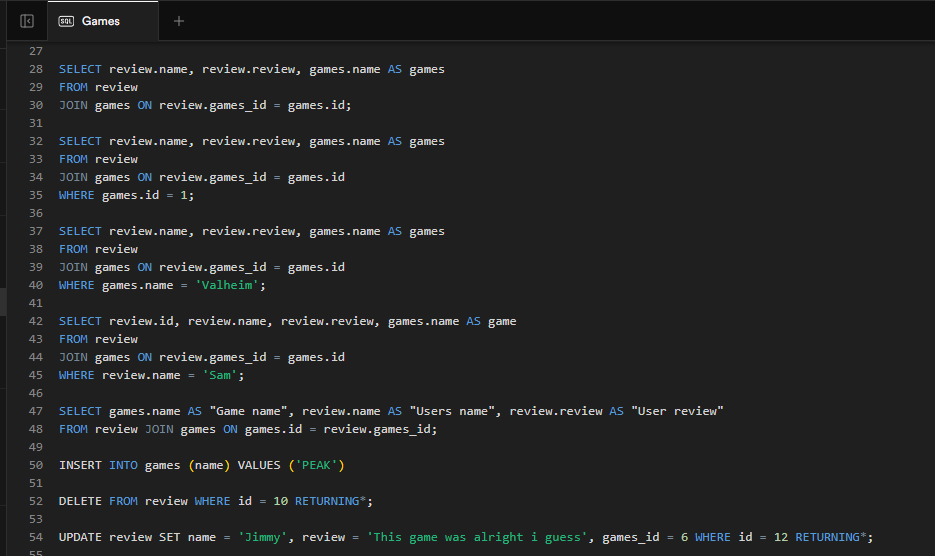 SQL Games +
27
28 SELECT review.name, review.review, games.name AS games
29 FROM review
30 JOIN games ON review.games_id = games.id;
31
32 SELECT review.name, review.review, games.name AS games
33 FROM review
34 JOIN games ON review.games_id = games.id
35 WHERE games.id = 1;
36
37 SELECT review.name, review.review, games.name AS games
38 FROM review
39 JOIN games ON review.games_id = games.id
40 WHERE games.name = 'Valheim';
41
42 SELECT review.id, review.name, review.review, games.name AS game
43 FROM review
44 JOIN games ON review.games_id = games.id
45 WHERE review.name = 'Sam';
46
47 SELECT games.name AS "Game name", review.name AS "Users name", review.review AS "User review"
48 FROM review JOIN games ON games.id = review.games_id;
49
50 INSERT INTO games (name) VALUES ('PEAK')
51
52 DELETE FROM review WHERE id = 10 RETURNING*;
53
54 UPDATE review SET name = 'Jimmy', review = 'This game was alright i guess', games_id = 6 WHERE id = 12 RETURNING*;
55